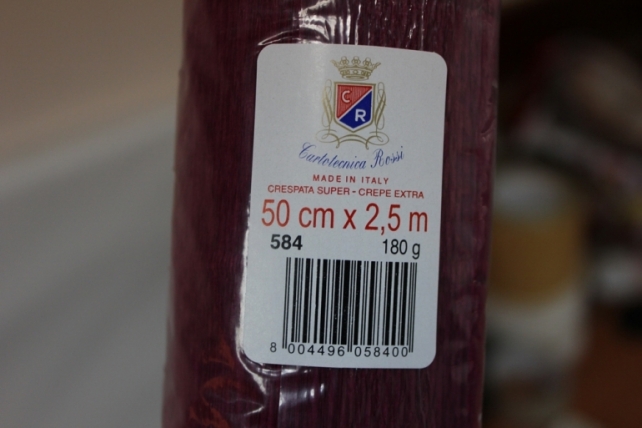 C
R
Cartotecnica Rossi
MADE IN ITALY
CRESPATA SUPER - CREPE EXTRA
50 cm x 2,5 m
584 180 g
8 004496 058400